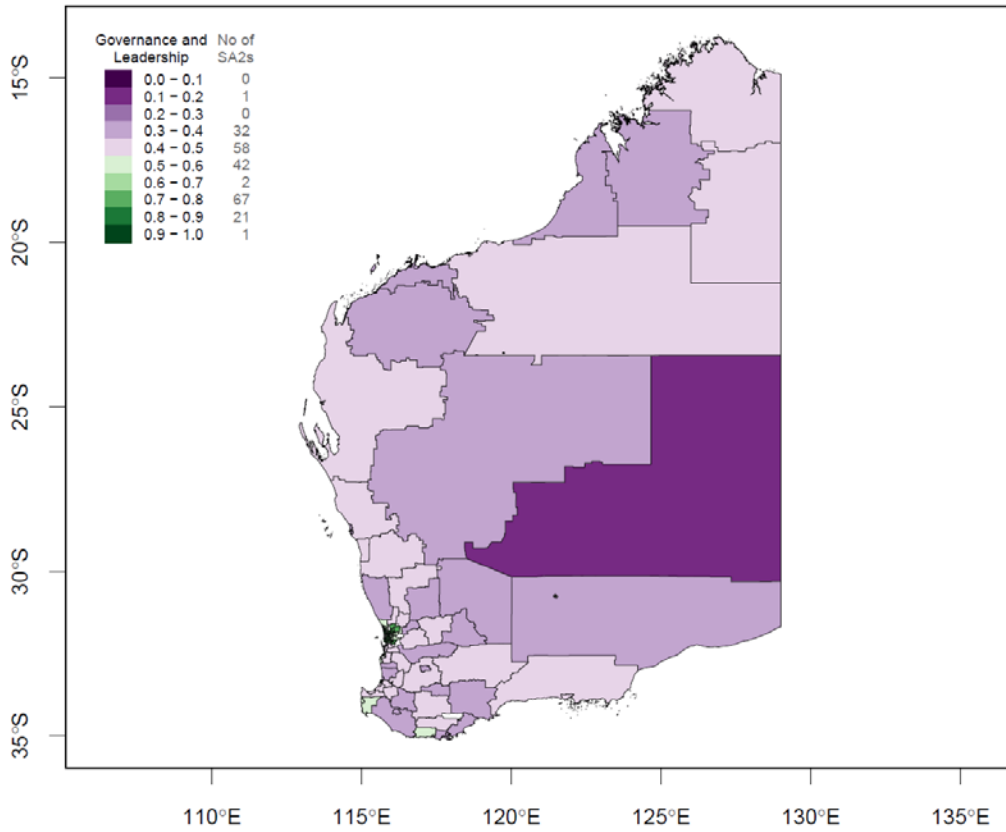 Governance and No of
Leadership SA2s
0.0 – 0.1 0
0.1 – 0.2 1
0.2 – 0.3 0
0.3 – 0.4 32
0.4 – 0.5 58
0.5 – 0.6 42
0.6 – 0.7 2
0.7 – 0.8 67
0.8 – 0.9 21
0.9 – 1.0 1
15°S
20°S
25°S
30°S
35°S
110°E 115°E 120°E 125°E 130°E 135°E